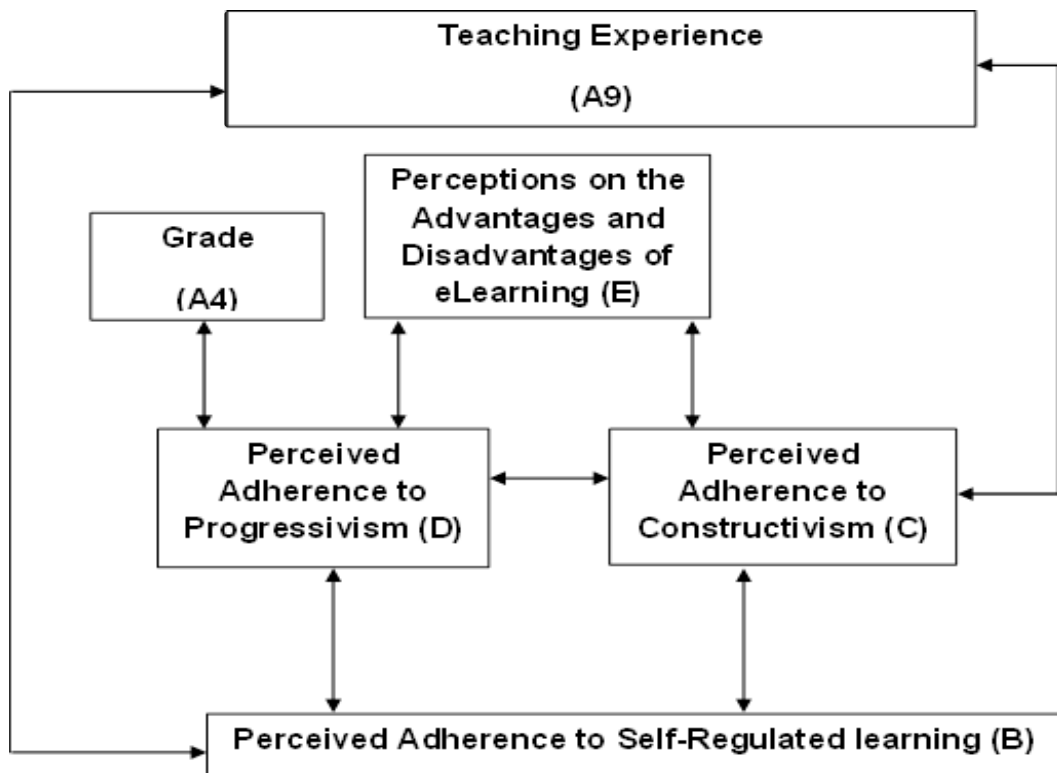 Teaching Experience
(A9)
Perceptions on the
Advantages and
Disadvantages of
eLearning (E)
Grade
(A4)
Perceived
Adherence to
Progressivism (D)
Perceived
Adherence to
Constructivism (C)
Perceived Adherence to Self-Regulated learning (B)